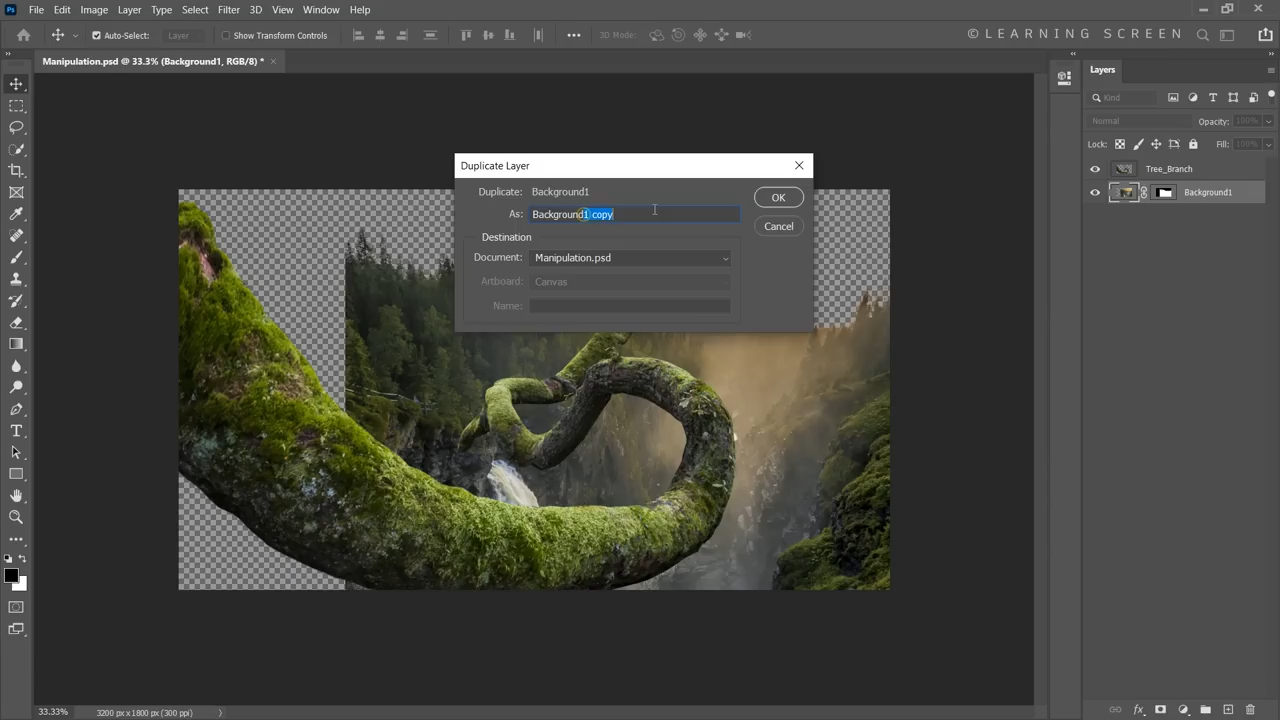 Ps File Edit Image Layer Type Select Filter 3D View Window Help
Auto-Select: Layer Show Transform Controls 3D Mode: © LEARNING SCREEN
Manipulation.psd @ 33.3% (Background1, RGB/8) *
Layers
Kind
Normal Opacity: 100%
Lock: Fill: 100%
Tree_Branch
Background1
Duplicate Layer
Duplicate: Background1
As: Background1 copy
OK
Cancel
Destination
Document: Manipulation.psd
Artboard: Canvas
Name:
33.33% 3200 px x 1800 px (300 ppi)